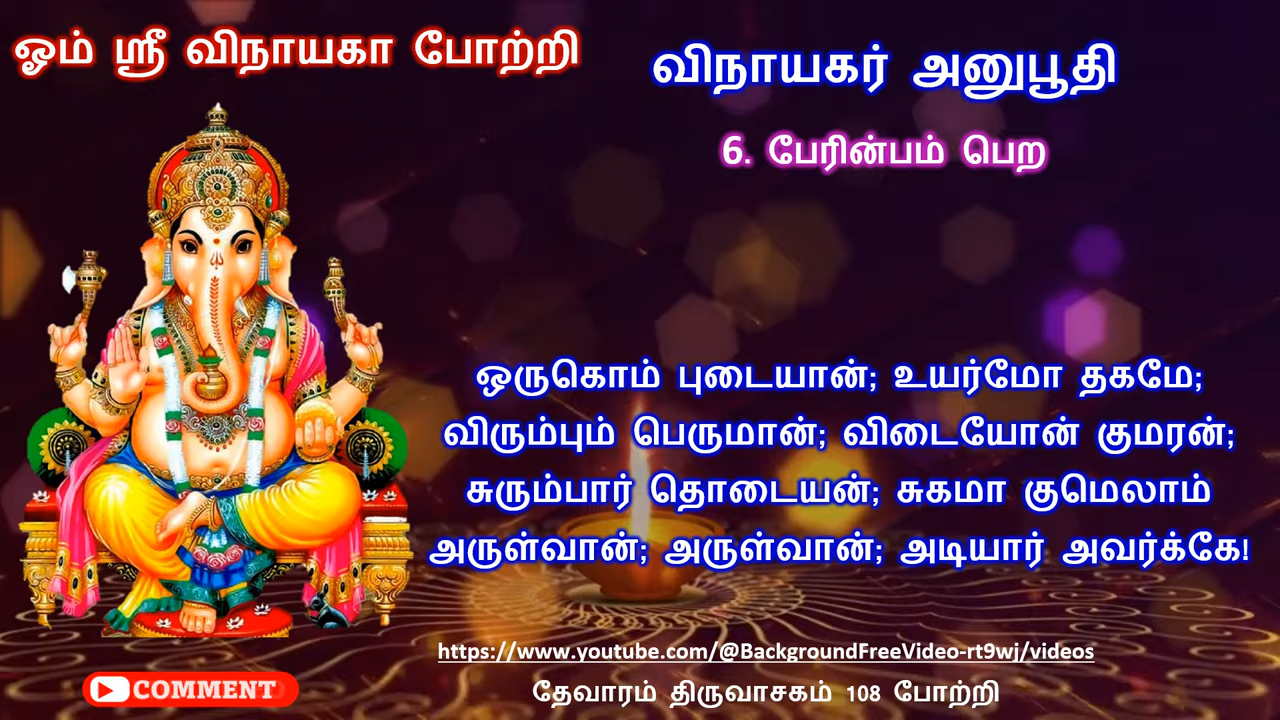 ஓம் ஸ்ரீ விநாயகா போற்றி
விநாயகர் அனுபூதி
6. பேரின்பம் பெற
ஒருகொம் புடையான்; உயர்மோ தகமே;
விரும்பும் பெருமான்; விடையோன் குமரன்;
சுரும்பார் தொடையன்; சுகமா குமெலாம்
அருள்வான்; அருள்வான்; அடியார் அவர்க்கே!
https://www.youtube.com/@BackgroundFreeVideo-rt9wj/videos
COMMENT
தேவாரம் திருவாசகம் 108 போற்றி